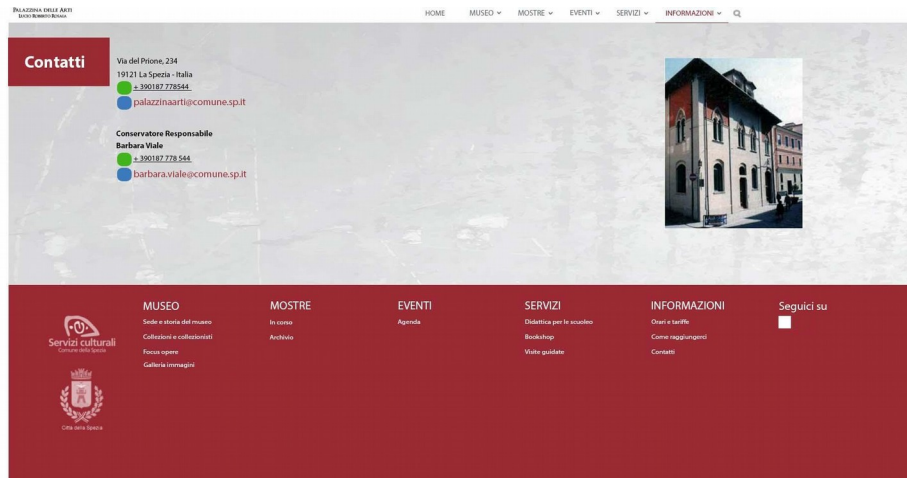 PALAZZINA DELLE ARTI
LUCIO ROBERTO ROSAIA
HOME MUSEO MOSTRE EVENTI SERVIZI INFORMAZIONI
Contatti
Via del Prione, 234
19121 La Spezia - Italia
+ 390187 778544
palazzinaarti@comune.sp.it
Conservatore Responsabile
Barbara Viale
+ 390187 778 544
barbara.viale@comune.sp.it
Servizi culturali
Comune della Spezia
Città della Spezia
MUSEO
Sede e storia del museo
Collezioni e collezionisti
Focus opere
Galleria immagini
MOSTRE
In corso
Archivio
EVENTI
Agenda
SERVIZI
Didattica per le scuoleo
Bookshop
Visite guidate
INFORMAZIONI
Orari e tariffe
Come raggiungerci
Contatti
Seguici su